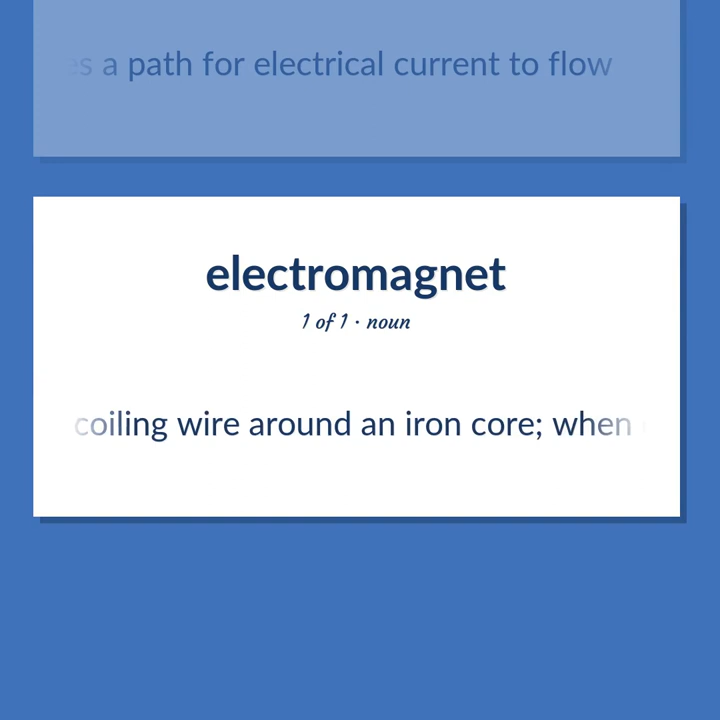 a path for electrical current to flow
electromagnet
1 of 1 · noun
coiling wire around an iron core; when